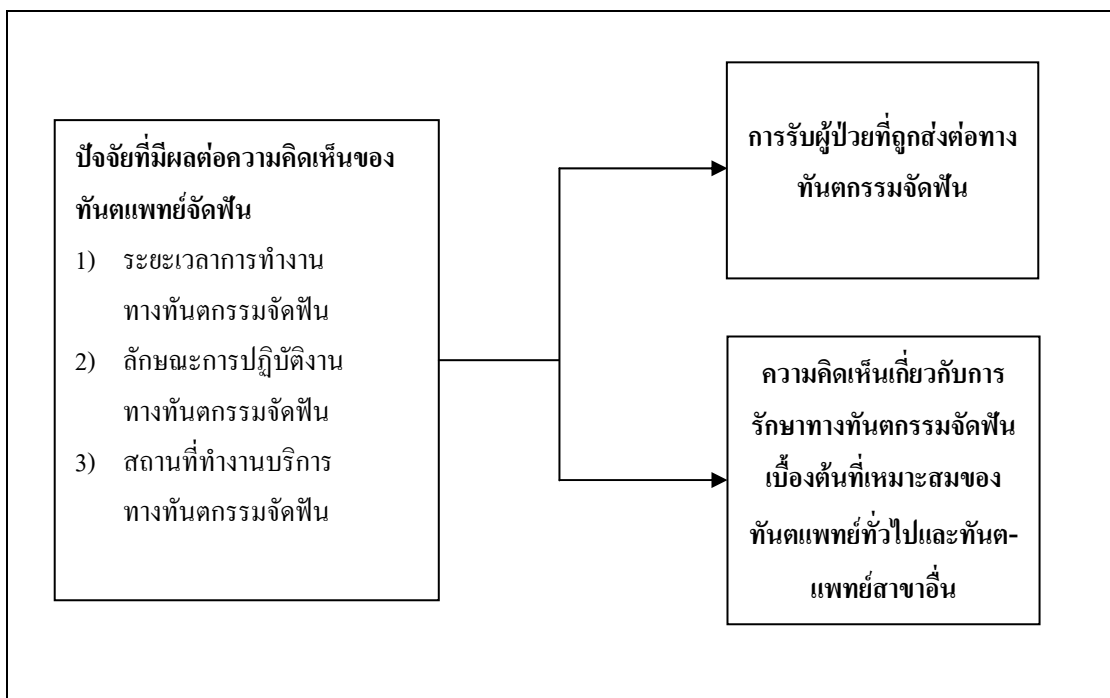 ปัจจัยที่มีผลต่อความคิดเห็นของ
ทันตแพทย์จัดฟัน
1) ระยะเวลาการทำงาน
ทางทันตกรรมจัดฟัน
2) ลักษณะการปฏิบัติงาน
ทางทันตกรรมจัดฟัน
3) สถานที่ทำงานบริการ
ทางทันตกรรมจัดฟัน
การรับผู้ป่วยที่ถูกส่งต่อทาง
ทันตกรรมจัดฟัน
ความคิดเห็นเกี่ยวกับการ
รักษาทางทันตกรรมจัดฟัน
เบื้องต้นที่เหมาะสมของ
ทันตแพทย์ทั่วไปและทันต-
แพทย์สาขาอื่น